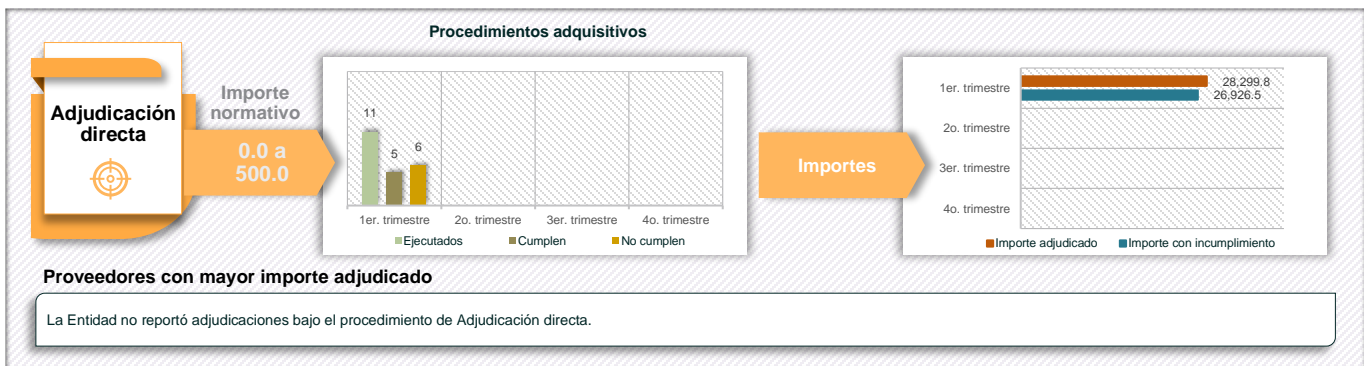 Procedimientos adquisitivos
Adjudicación
directa
Importe
normativo
0.0 a
500.0
11
5
6
1er. trimestre
2o. trimestre
3er. trimestre
4o. trimestre
Ejecutados
Cumplen
No cumplen
Importes
1er. trimestre
28,299.8
26,926.5
2o. trimestre
3er. trimestre
4o. trimestre
Importe adjudicado
Importe con incumplimiento
Proveedores con mayor importe adjudicado
La Entidad no reportó adjudicaciones bajo el procedimiento de Adjudicación directa.